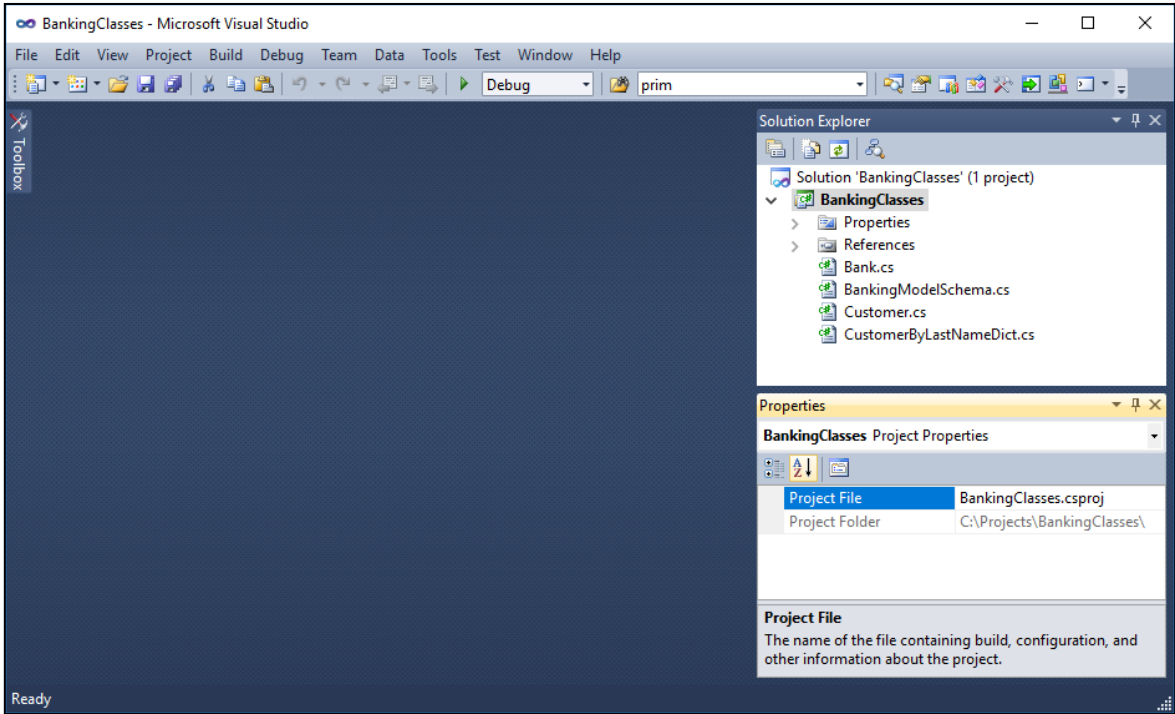 BankingClasses - Microsoft Visual Studio
File Edit View Project Build Debug Team Data Tools Test Window Help
Debug
prim
Toolbox
Solution Explorer
Solution 'BankingClasses' (1 project)
BankingClasses
Properties
References
Bank.cs
BankingModelSchema.cs
Customer.cs
CustomerByLastNameDict.cs
Properties
BankingClasses Project Properties
Project File BankingClasses.csproj
Project Folder C:\Projects\BankingClasses\
Project File
The name of the file containing build, configuration, and
other information about the project.
Ready